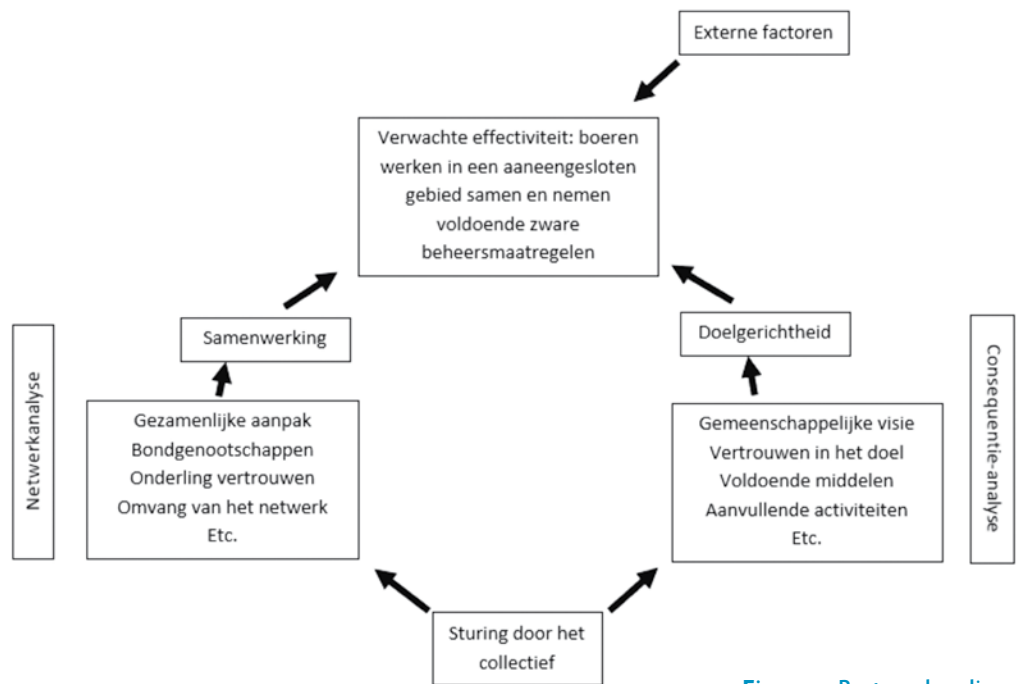 Externe factoren
Verwachte effectiviteit: boeren
werken in een aaneengesloten
gebied samen en nemen
voldoende zware
beheersmaatregelen
Samenwerking
Doelgerichtheid
Netwerkanalyse
Gezamenlijke aanpak
Bondgenootschappen
Onderling vertrouwen
Omvang van het netwerk
Etc.
Gemeenschappelijke visie
Vertrouwen in het doel
Voldoende middelen
Aanvullende activiteiten
Etc.
Consequentie-analyse
Sturing door het
collectief